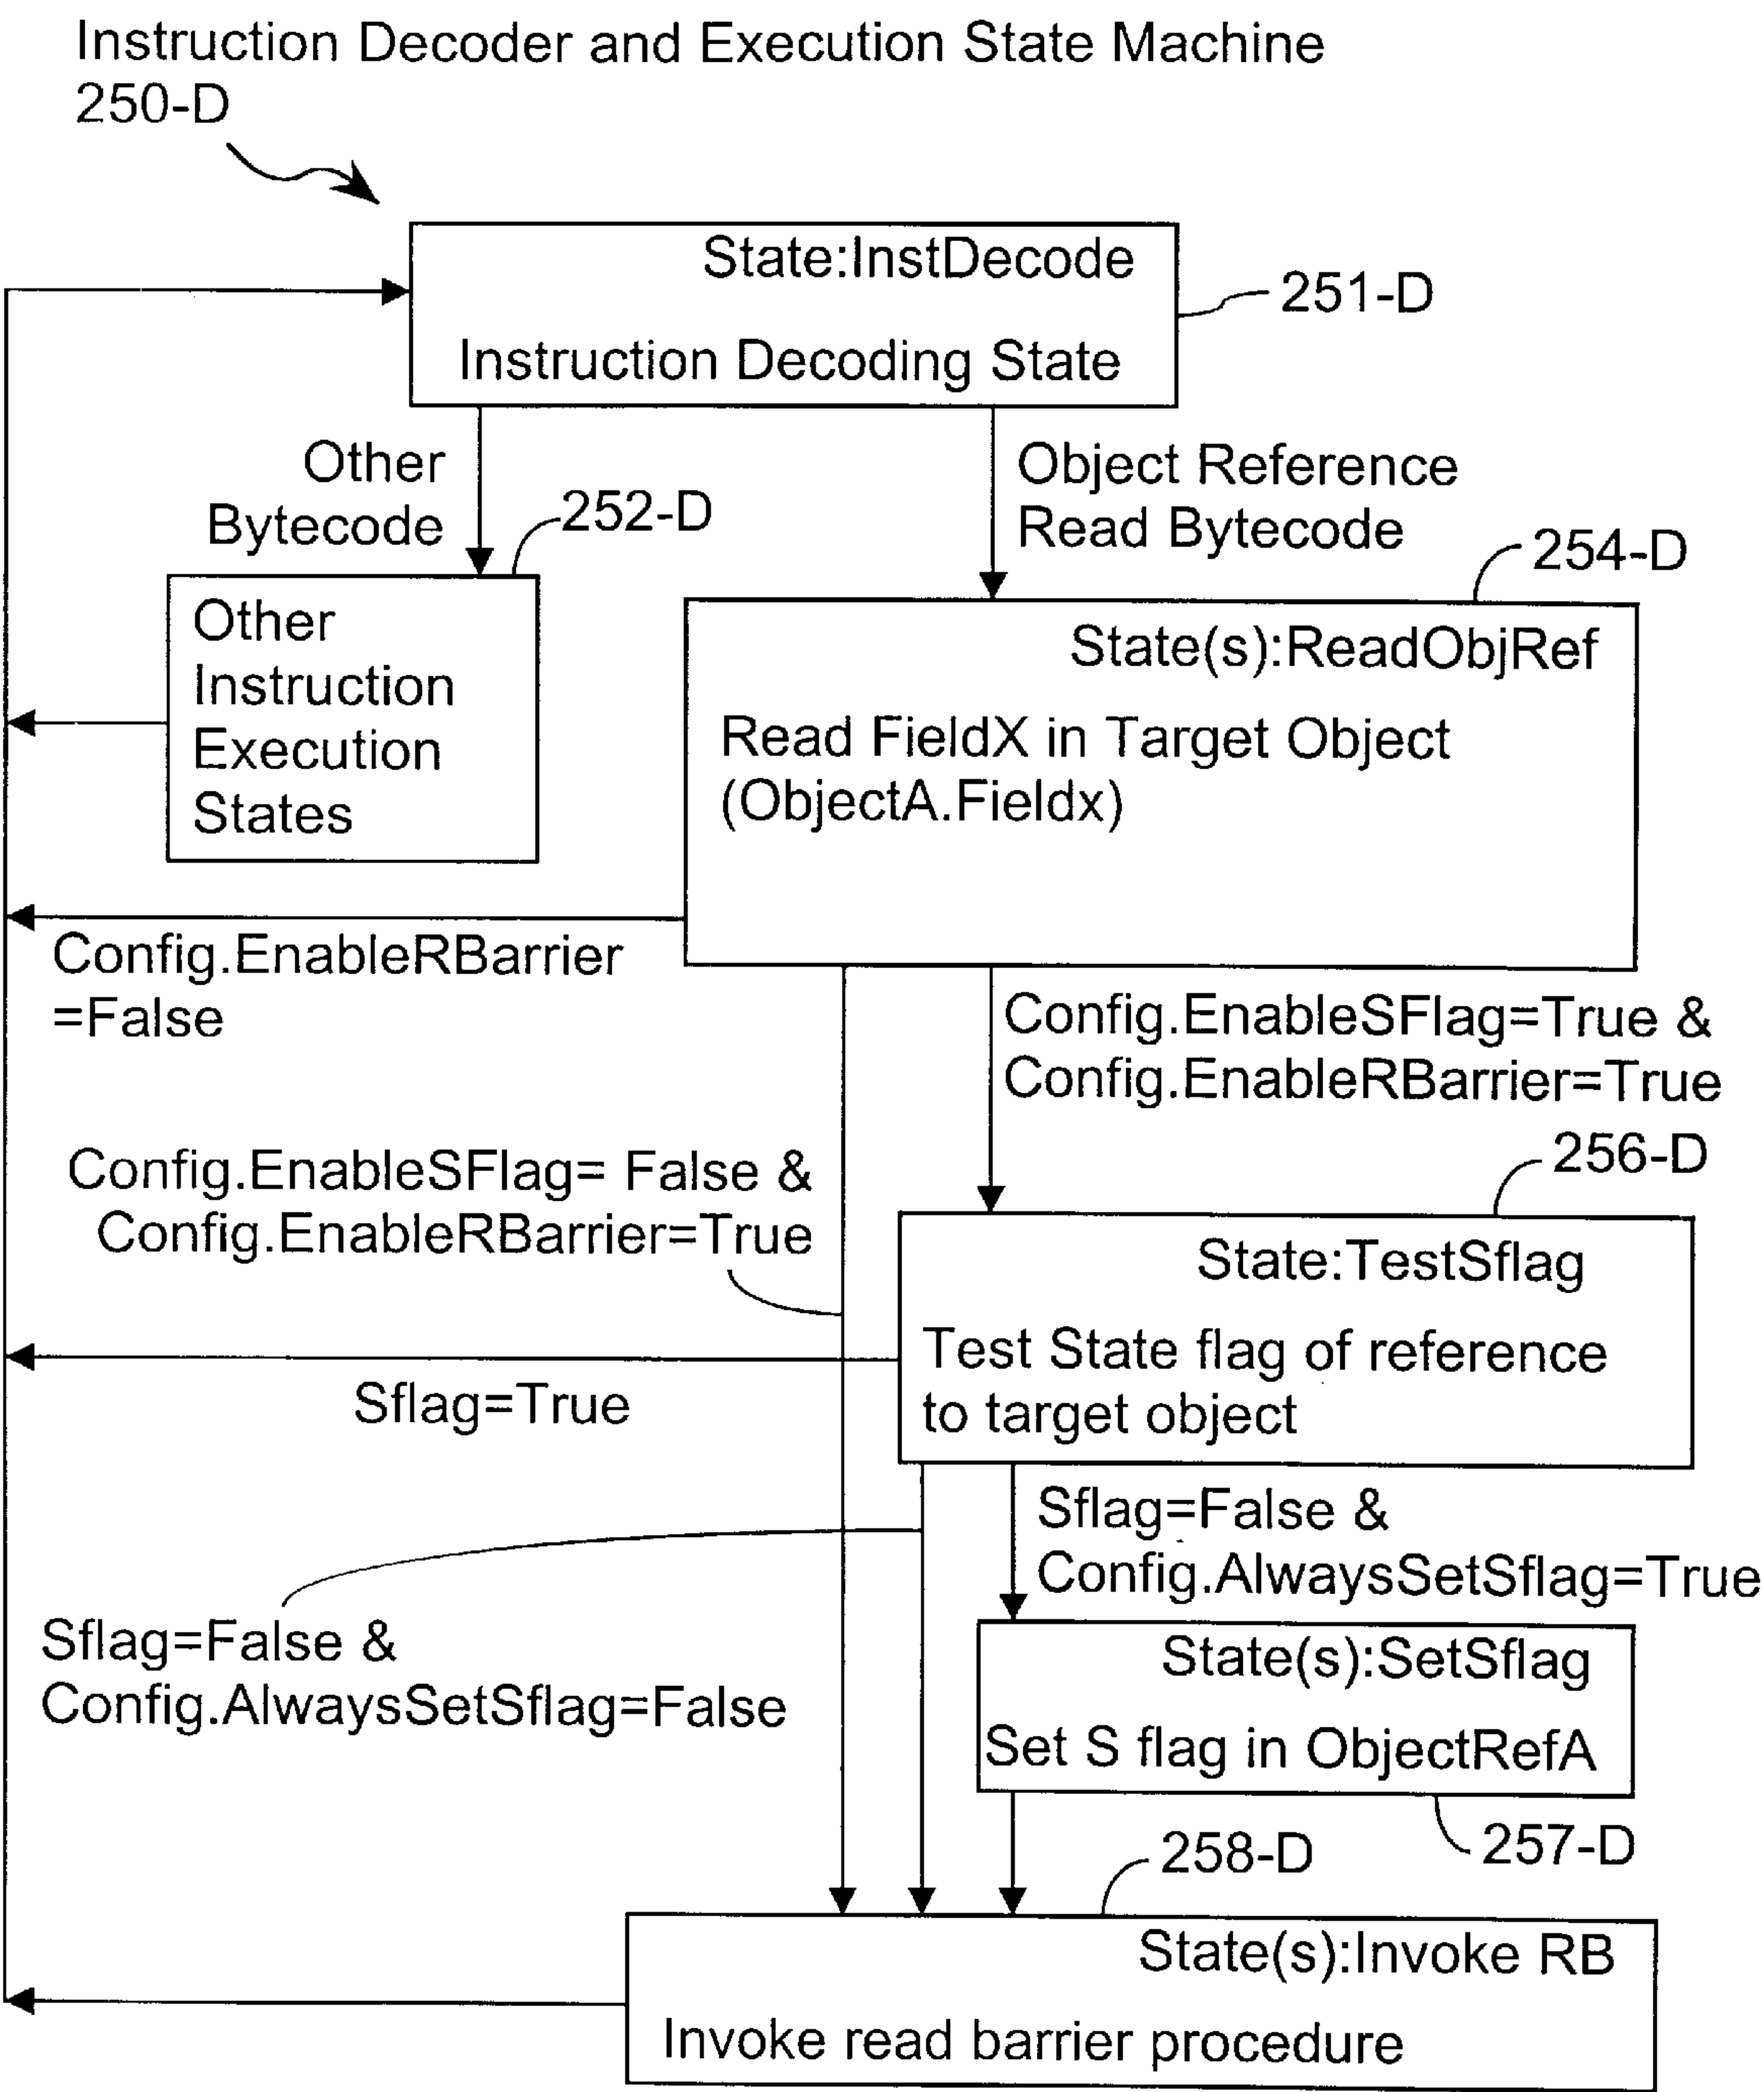 Instruction Decoder and Execution State Machine
250-D
State:InstDecode
Instruction Decoding State
251-D
Other
Bytecode
252-D
Object Reference
Read Bytecode
254-D
Other
Instruction
Execution
States
State(s):ReadObjRef
Read FieldX in Target Object
(ObjectA.Fieldx)
Config.EnableRBarrier
=False
Config.EnableSFlag=True &
Config.EnableRBarrier=True
Config.EnableSFlag= False &
Config.EnableRBarrier=True
256-D
State:TestSflag
Test State flag of reference
to target object
Sflag=True
Sflag=False &
Config.AlwaysSetSflag=True
Sflag=False &
Config.AlwaysSetSflag=False
State(s):SetSflag
Set S flag in ObjectRefA
257-D
258-D
State(s):Invoke RB
Invoke read barrier procedure